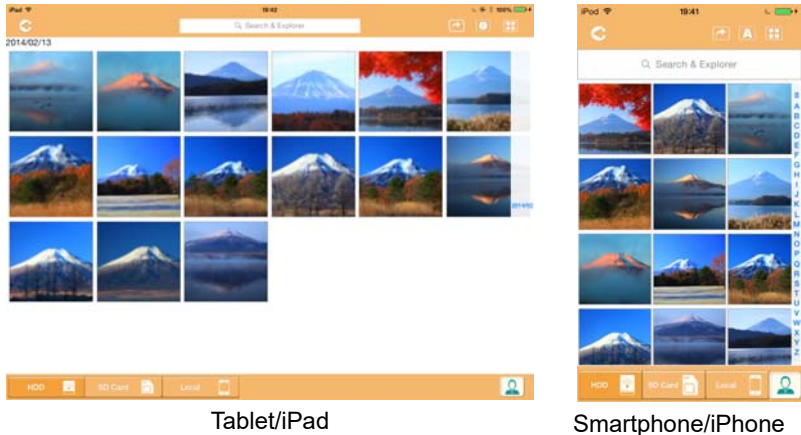 iPad
19:42
100%
Search & Explorer
2014/02/13
2014/02
HDD
SD Card
Local
Tablet/iPad
iPod
19:41
A
Search & Explorer
S
A
B
C
D
E
F
G
H
I
J
K
L
M
N
O
P
Q
R
S
T
U
V
W
X
Y
Z
HDD
SD Card
Local
Smartphone/iPhone